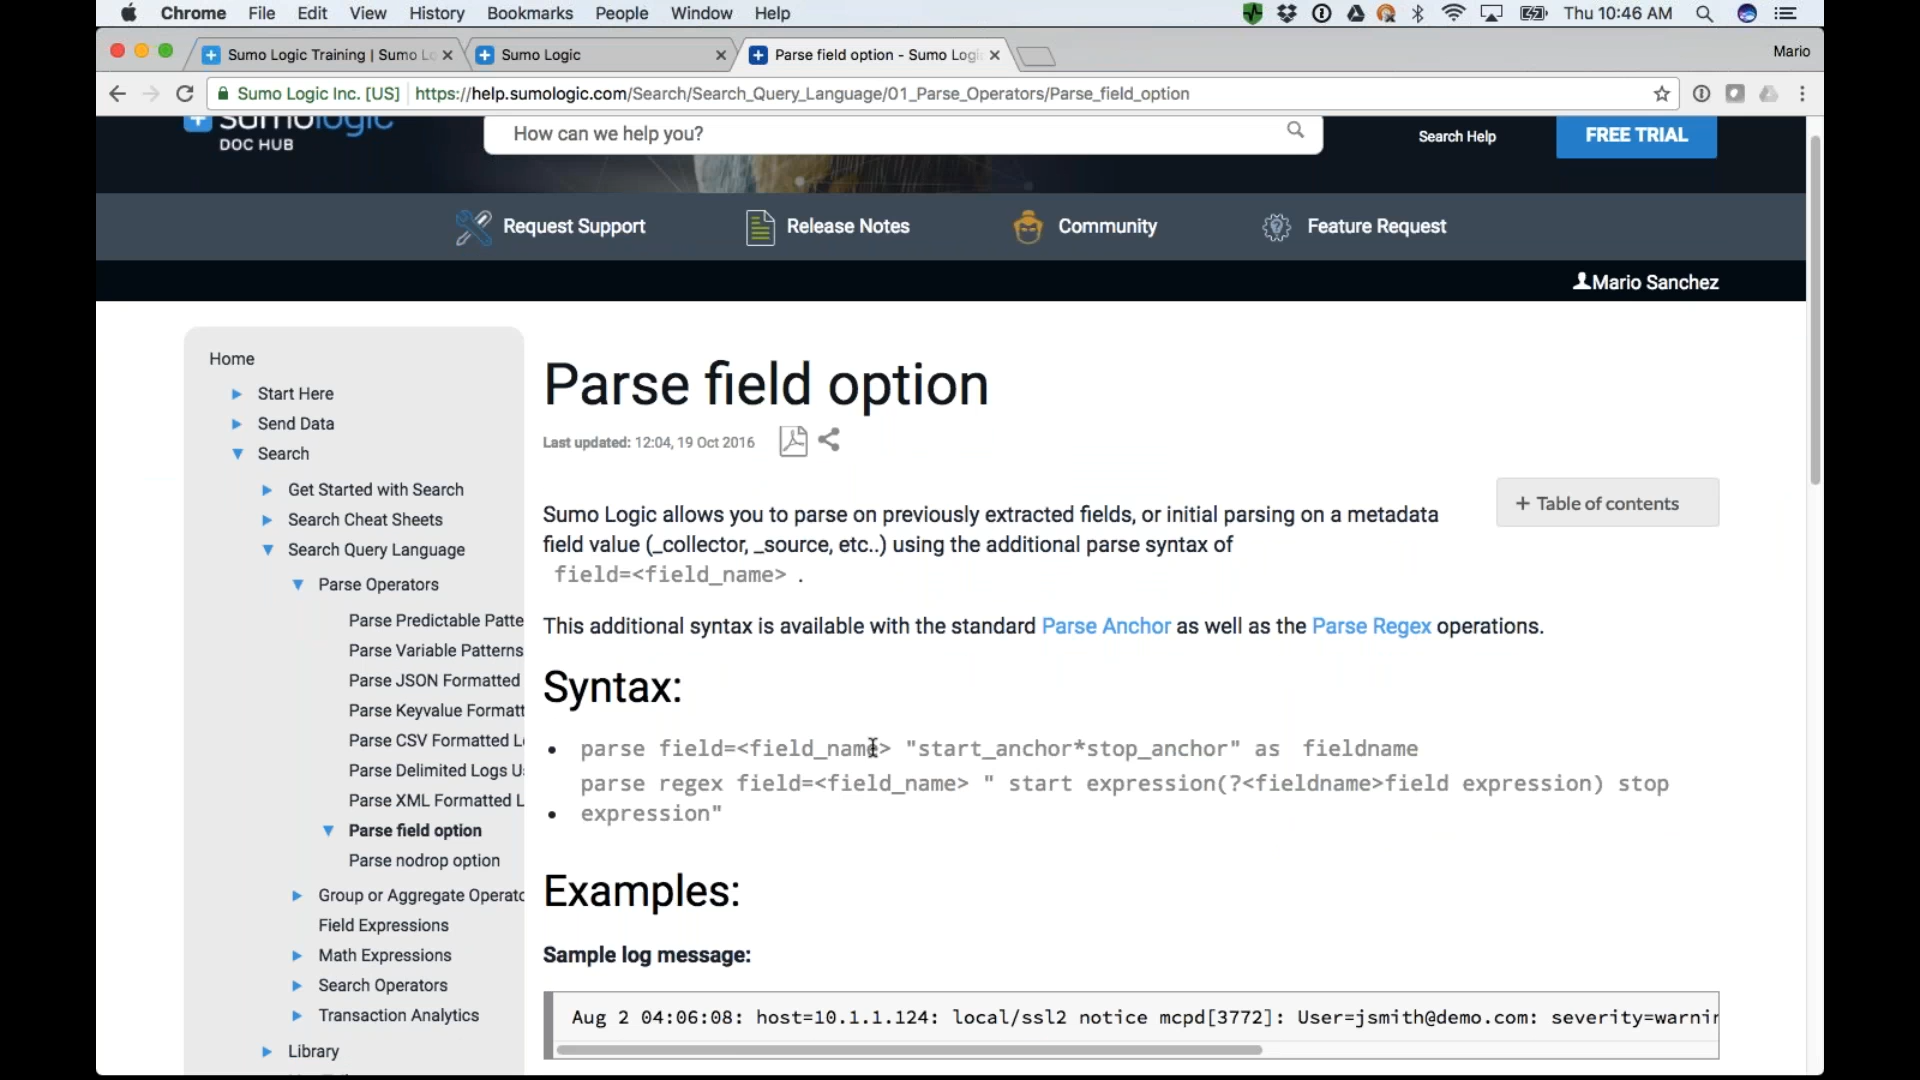 Chrome File Edit View History Bookmarks People Window Help Thu 10:46 AM
Sumo Logic Training | Sumo Lo Sumo Logic Parse field option - Sumo Logi Mario
Sumo Logic Inc. [US] https://help.sumologic.com/Search/Search_Query_Language/01_Parse_Operators/Parse_field_option
sumologic
DOC HUB
How can we help you?
Search Help
FREE TRIAL
Request Support Release Notes Community Feature Request
Mario Sanchez
Home
Start Here
Send Data
Search
Get Started with Search
Search Cheat Sheets
Search Query Language
Parse Operators
Parse Predictable Patte
Parse Variable Patterns
Parse JSON Formatted
Parse Keyvalue Formatt
Parse CSV Formatted L
Parse Delimited Logs U
Parse XML Formatted L
Parse field option
Parse nodrop option
Group or Aggregate Operato
Field Expressions
Math Expressions
Search Operators
Transaction Analytics
Library
Parse field option
Last updated: 12:04, 19 Oct 2016
+ Table of contents
Sumo Logic allows you to parse on previously extracted fields, or initial parsing on a metadata
field value (_collector, _source, etc..) using the additional parse syntax of
field=<field_name> .
This additional syntax is available with the standard Parse Anchor as well as the Parse Regex operations.
Syntax:
• parse field=<field_name> "start_anchor*stop_anchor" as fieldname
parse regex field=<field_name> " start expression(?<fieldname>field expression) stop
• expression"
Examples:
Sample log message:
Aug 2 04:06:08: host=10.1.1.124: local/ssl2 notice mcpd[3772]: User=jsmith@demo.com: severity=warnin